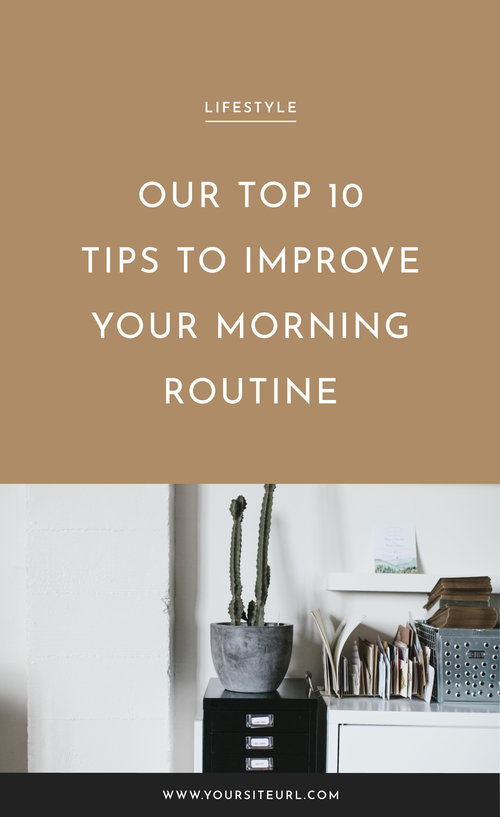 LIFESTYLE
OUR TOP 10
TIPS TO IMPROVE
YOUR MORNING
ROUTINE
WWW.YOURSITEURL.COM